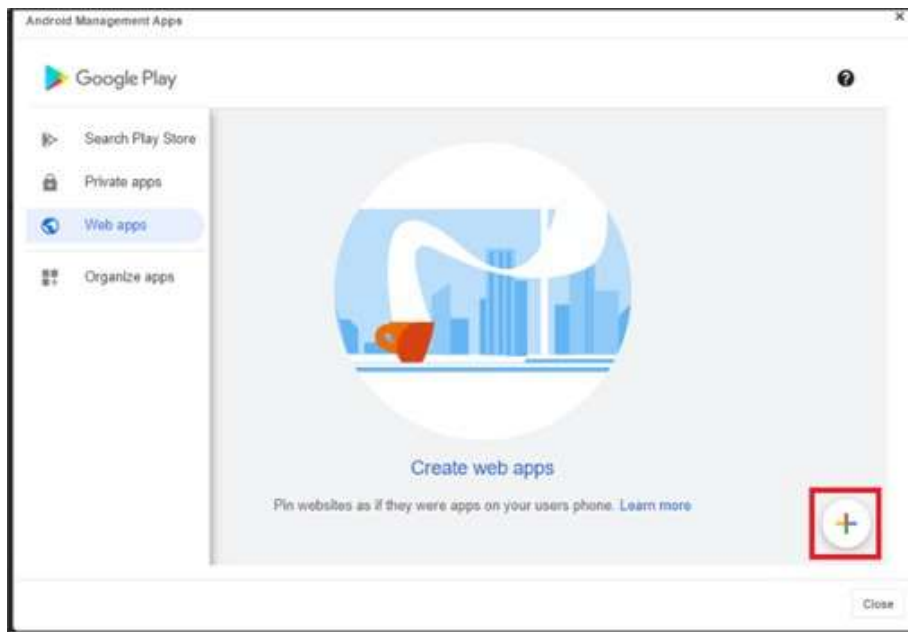 Android Management Apps
Google Play
Search Play Store
Private apps
Web apps
Organize apps
Create web apps
Pin websites as if they were apps on your users phone. Learn more
Close